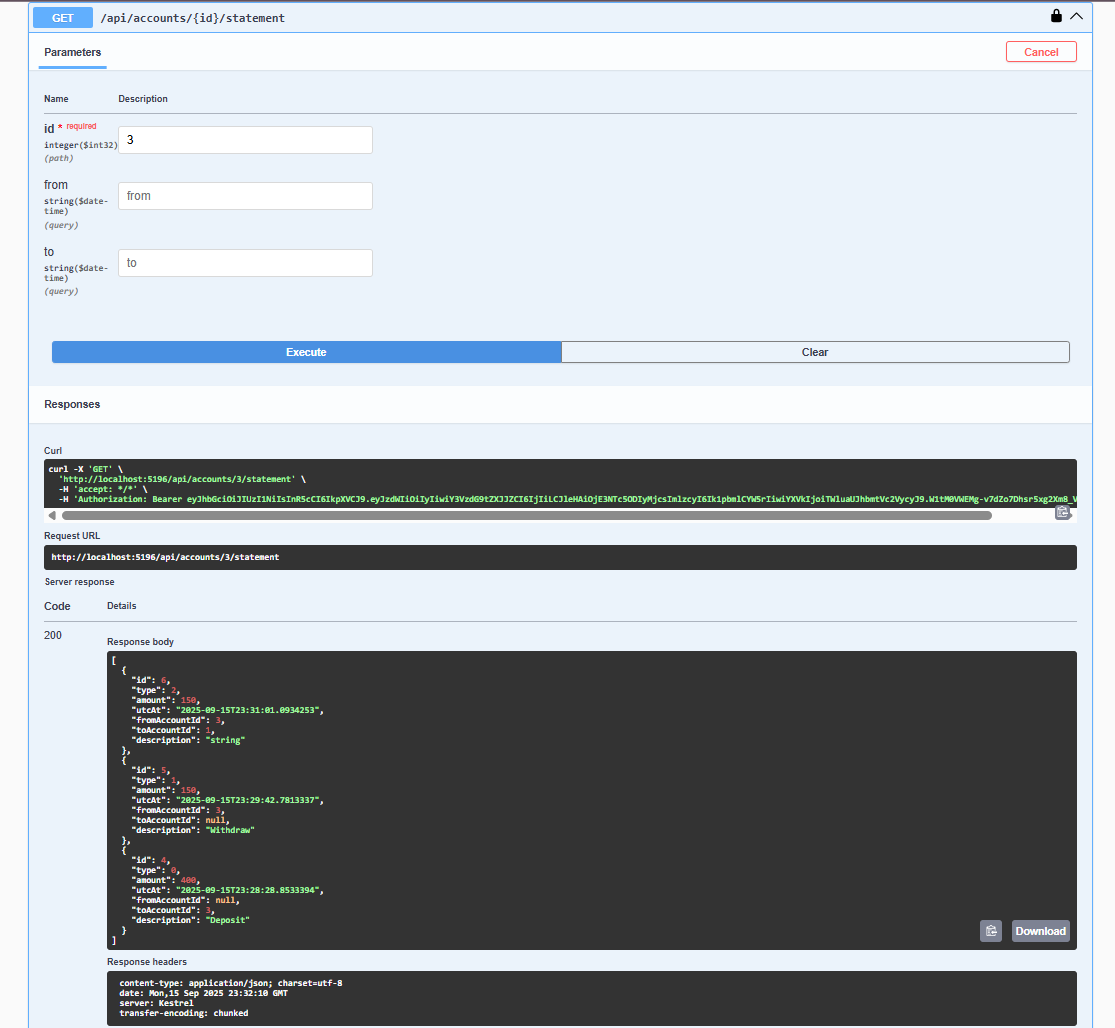 GET /api/accounts/{id}/statement
Parameters
Cancel
Name Description
id * required
integer($int32)
(path)
3
from
string($date-
time)
(query)
from
to
string($date-
time)
(query)
to
Execute Clear
Responses
Curl
curl -X 'GET' \
'http://localhost:5196/api/accounts/3/statement' \
-H 'accept: */*' \
-H 'Authorization: Bearer
Request URL
http://localhost:5196/api/accounts/3/statement
Server response
Code Details
200
Response body
[
{
"id": 6,
"type": 2,
"amount": 150,
"utcAt": "2025-09-15T23:31:01.0934253",
"fromAccountId": 3,
"toAccountId": 1,
"description": "string"
},
{
"id": 5,
"type": 1,
"amount": 150,
"utcAt": "2025-09-15T23:29:42.7813337",
"fromAccountId": 3,
"toAccountId": null,
"description": "Withdraw"
},
{
"id": 4,
"type": 0,
"amount": 400,
"utcAt": "2025-09-15T23:28:28.8533394",
"fromAccountId": null,
"toAccountId": 3,
"description": "Deposit"
}
]
Download
Response headers
content-type: application/json; charset=utf-8
date: Mon,15 Sep 2025 23:32:10 GMT
server: Kestrel
transfer-encoding: chunked